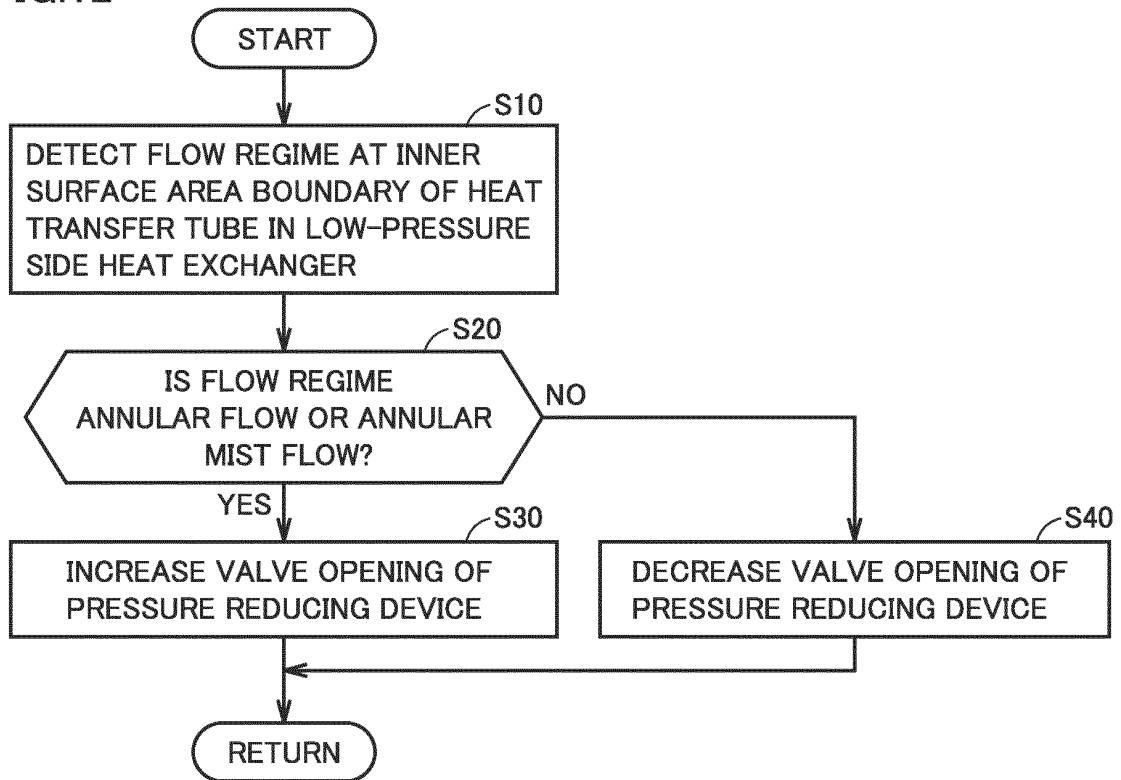 START
S10
DETECT FLOW REGIME AT INNER
SURFACE AREA BOUNDARY OF HEAT
TRANSFER TUBE IN LOW-PRESSURE
SIDE HEAT EXCHANGER
S20
IS FLOW REGIME
ANNULAR FLOW OR ANNULAR
MIST FLOW?
NO
YES
S30
INCREASE VALVE OPENING OF
PRESSURE REDUCING DEVICE
S40
DECREASE VALVE OPENING OF
PRESSURE REDUCING DEVICE
RETURN